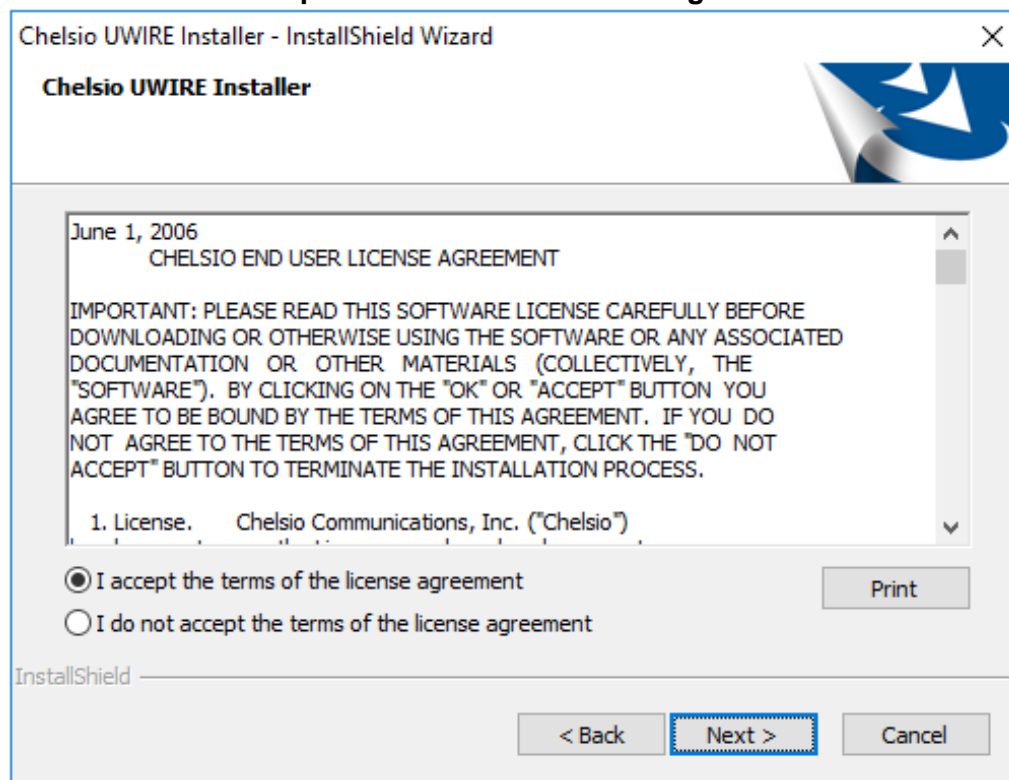 Chelsio UWIRE Installer - InstallShield Wizard
Chelsio UWIRE Installer
June 1, 2006
CHELSIO END USER LICENSE AGREEMENT
IMPORTANT: PLEASE READ THIS SOFTWARE LICENSE CAREFULLY BEFORE
DOWNLOADING OR OTHERWISE USING THE SOFTWARE OR ANY ASSOCIATED
DOCUMENTATION OR OTHER MATERIALS (COLLECTIVELY, THE
"SOFTWARE"). BY CLICKING ON THE "OK" OR "ACCEPT" BUTTON YOU
AGREE TO BE BOUND BY THE TERMS OF THIS AGREEMENT. IF YOU DO
NOT AGREE TO THE TERMS OF THIS AGREEMENT, CLICK THE "DO NOT
ACCEPT" BUTTON TO TERMINATE THE INSTALLATION PROCESS.
1. License. Chelsio Communications, Inc. ("Chelsio")
I accept the terms of the license agreement
Print
I do not accept the terms of the license agreement
InstallShield
< Back Next > Cancel